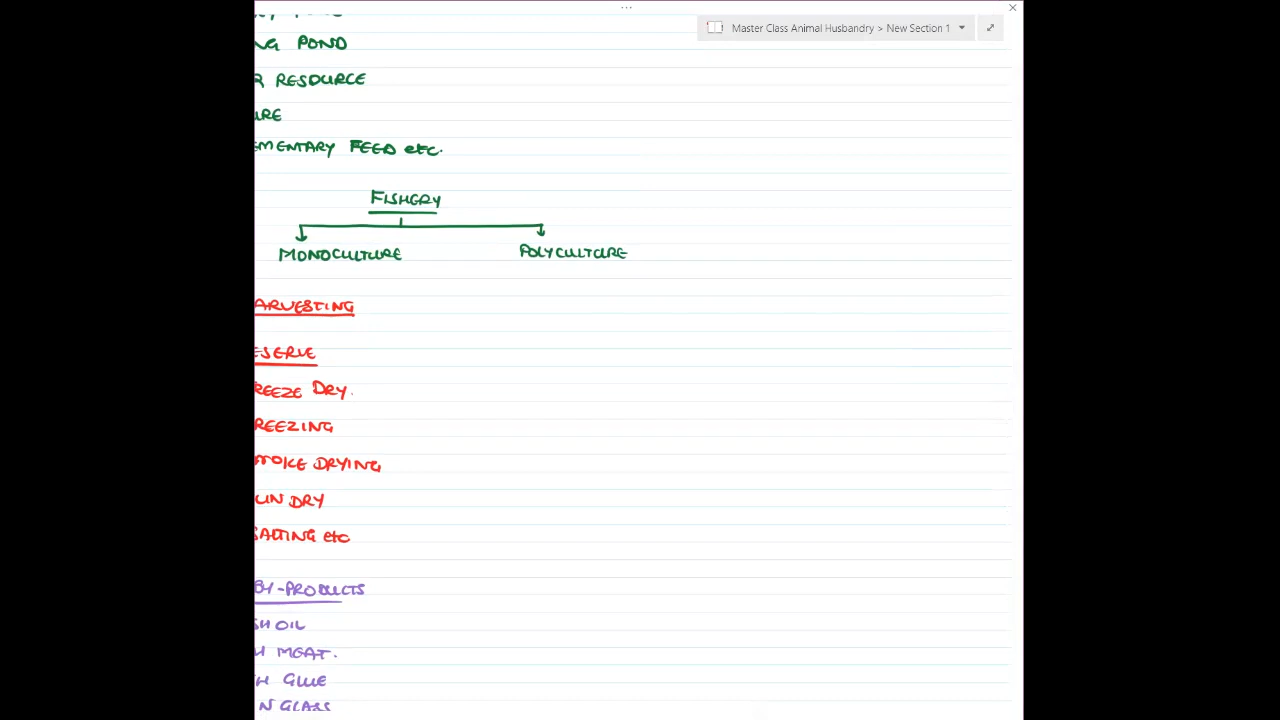 Master Class Animal Husbandry > New Section 1
NG POND
R RESOURCE
URE
EMENTARY FEED etc.
FISHERY
MONOCULTURE POLYCULTURE
ARVESTING
ESERVE
REEZE DRY.
REEZING
MOKE DRYING
UN DRY
SALTING etc
BY-PRODUCTS
SH OIL
H MEAT.
H GLUE
N GLASS